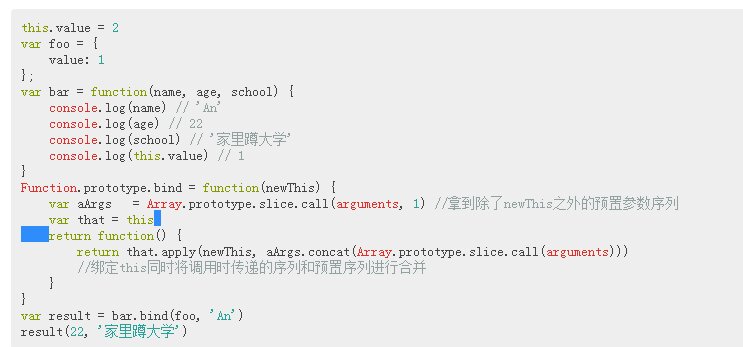 this.value = 2
var foo = {
    value: 1
};
var bar = function(name, age, school) {
    console.log(name) // 'An'
    console.log(age) // 22
    console.log(school) // '家里蹲大学'
    console.log(this.value) // 1
}
Function.prototype.bind = function(newThis) {
    var aArgs   = Array.prototype.slice.call(arguments, 1) //拿到除了newThis之外的预置参数序列
    var that = this
    return function() {
        return that.apply(newThis, aArgs.concat(Array.prototype.slice.call(arguments)))
        //绑定this同时将调用时传递的序列和预置序列进行合并
    }
}
var result = bar.bind(foo, 'An')
result(22, '家里蹲大学')